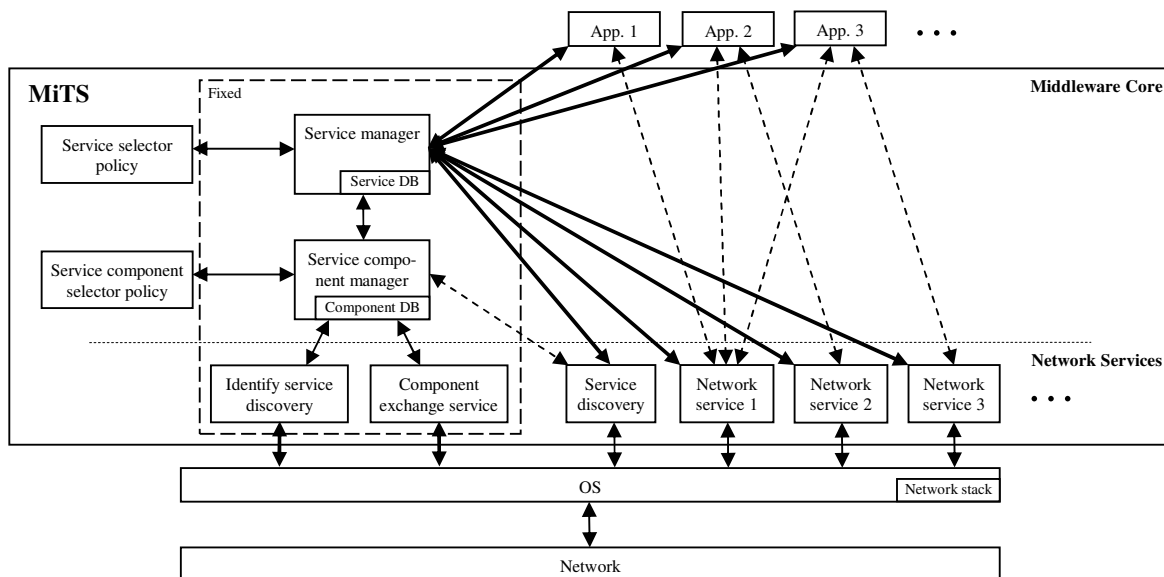 App. 1
App. 2
App. 3
. . .
MiTS
Fixed
Middleware Core
Service manager
Service selector
policy
Service DB
Service compo-
nent manager
Service component
selector policy
Component DB
Network Services
Identify service
discovery
Component
exchange service
Service
discovery
Network
service 1
Network
service 2
Network
service 3
. . .
OS
Network stack
Network